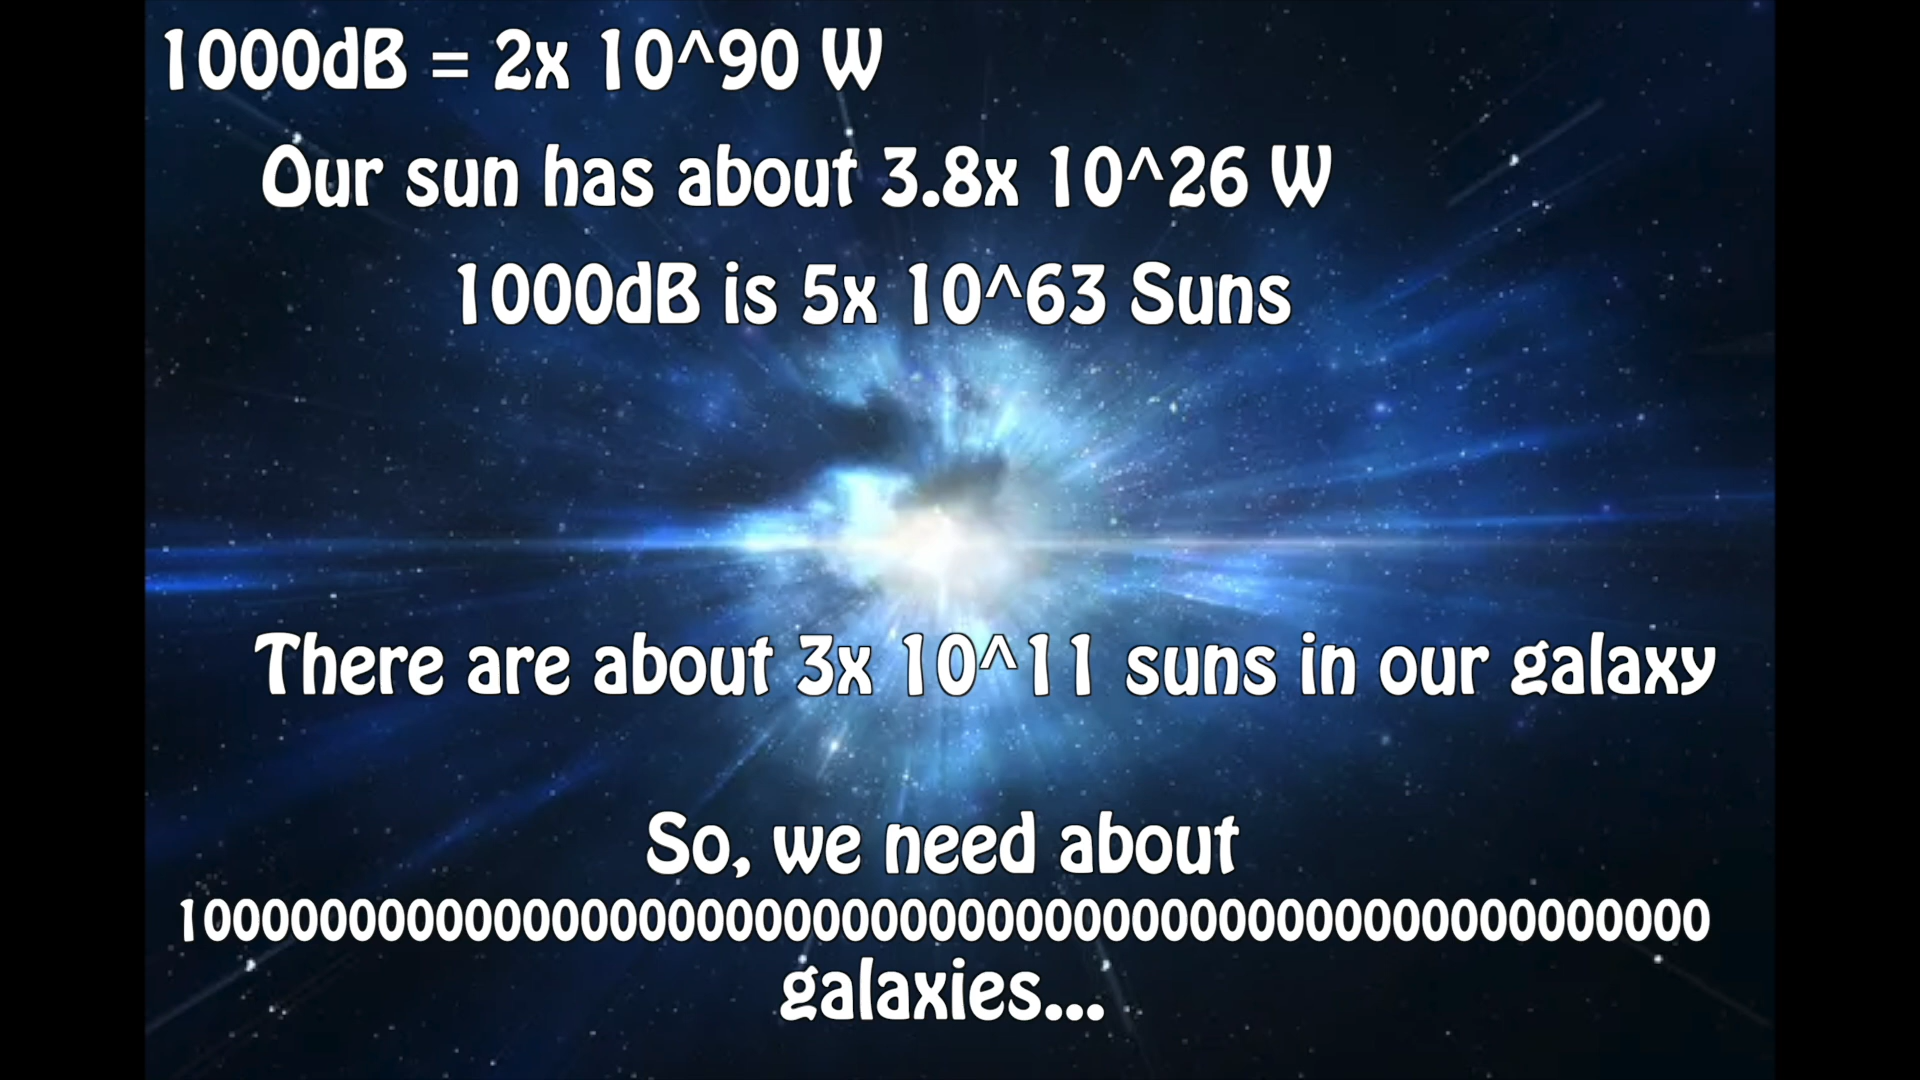 1000dB = 2x 10^90 W
Our sun has about 3.8x 10^26 W
1000dB is 5x 10^63 Suns
There are about 3x 10^11 suns in our galaxy
So, we need about
10000000000000000000000000000000000000000000000000000
galaxies...